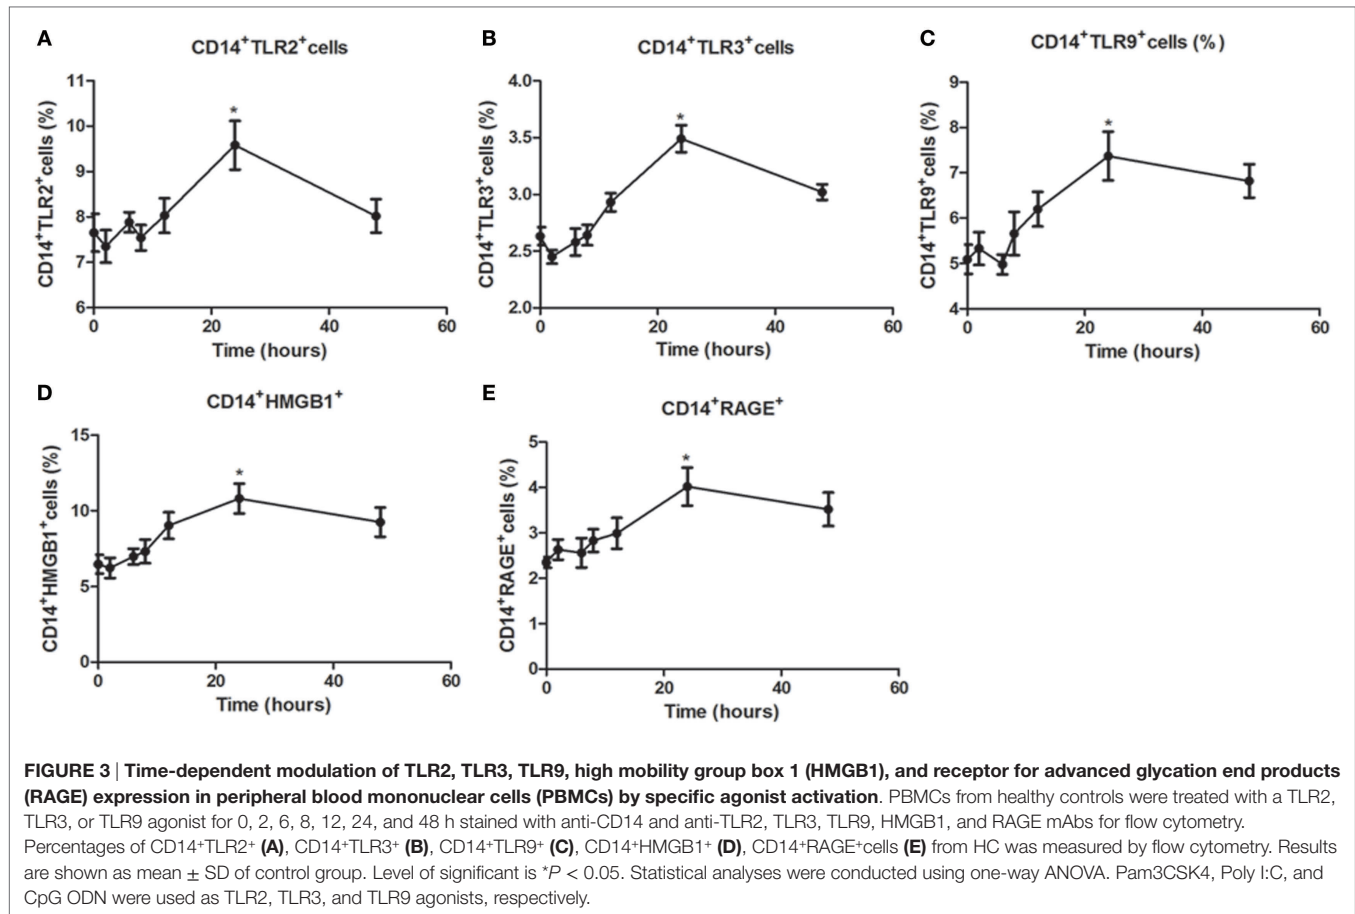 A
CD14⁺TLR2⁺cells
CD14⁺TLR2⁺cells (%)
11
10
9
8
7
6
*
0
20
40
60
Time (hours)
B
CD14⁺TLR3⁺cells
CD14⁺TLR3⁺cells (%)
4.0
3.5
3.0
2.5
2.0
*
0
20
40
60
Time (hours)
C
CD14⁺TLR9⁺cells (%)
CD14⁺TLR9⁺cells (%)
9
8
7
6
5
4
*
0
20
40
60
Time (hours)
D
CD14⁺HMGB1⁺
CD14⁺HMGB1⁺cells (%)
15
10
5
0
*
0
20
40
60
Time (hours)
E
CD14⁺RAGE⁺
CD14⁺RAGE⁺cells (%)
5
4
3
2
1
0
*
0
20
40
60
Time (hours)
FIGURE 3 | Time-dependent modulation of TLR2, TLR3, TLR9, high mobility group box 1 (HMGB1), and receptor for advanced glycation end products
(RAGE) expression in peripheral blood mononuclear cells (PBMCs) by specific agonist activation. PBMCs from healthy controls were treated with a TLR2,
TLR3, or TLR9 agonist for 0, 2, 6, 8, 12, 24, and 48 h stained with anti-CD14 and anti-TLR2, TLR3, TLR9, HMGB1, and RAGE mAbs for flow cytometry.
Percentages of CD14⁺TLR2⁺ (A), CD14⁺TLR3⁺ (B), CD14⁺TLR9⁺ (C), CD14⁺HMGB1⁺ (D), CD14⁺RAGE⁺cells (E) from HC was measured by flow cytometry. Results
are shown as mean ± SD of control group. Level of significant is *P < 0.05. Statistical analyses were conducted using one-way ANOVA. Pam3CSK4, Poly I:C, and
CpG ODN were used as TLR2, TLR3, and TLR9 agonists, respectively.